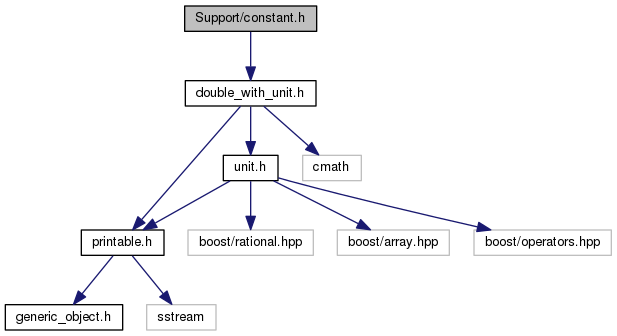 Support/constant.h
double_with_unit.h
unit.h
cmath
printable.h
boost/rational.hpp
boost/array.hpp
boost/operators.hpp
generic_object.h
sstream